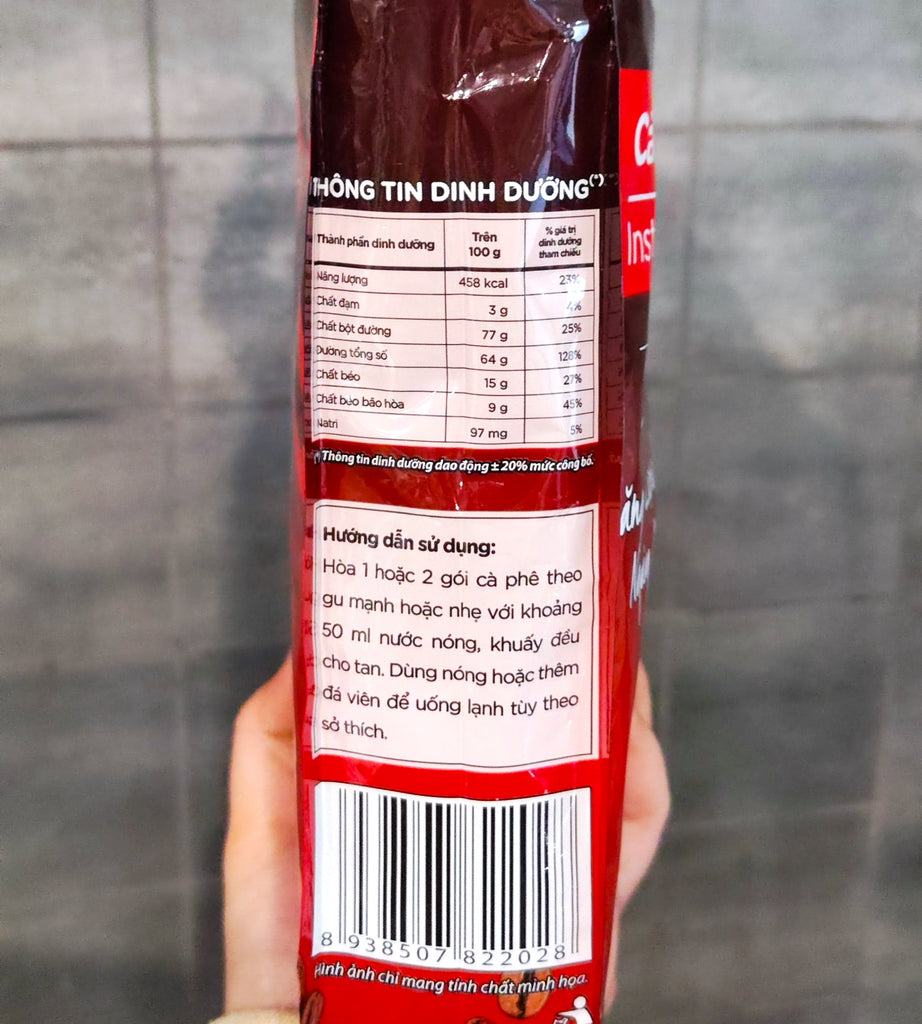 THÔNG TIN DINH DƯỠNG(*)
Thành phần dinh dưỡng Trên 100 g % giá trị dinh dưỡng tham chiếu
Năng lượng 458 kcal 23%
Chất đạm 3 g 4%
Chất bột đường 77 g 25%
Đường tổng số 64 g 128%
Chất béo 15 g 27%
Chất béo bão hòa 9 g 45%
Natri 97 mg 5%
(*) Thông tin dinh dưỡng dao động ± 20% mức công bố.
Hướng dẫn sử dụng:
Hòa 1 hoặc 2 gói cà phê theo
gu mạnh hoặc nhẹ với khoảng
50 ml nước nóng, khuấy đều
cho tan. Dùng nóng hoặc thêm
đá viên để uống lạnh tùy theo
sở thích.
8 938507 822028
Hình ảnh chỉ mang tính chất minh họa.